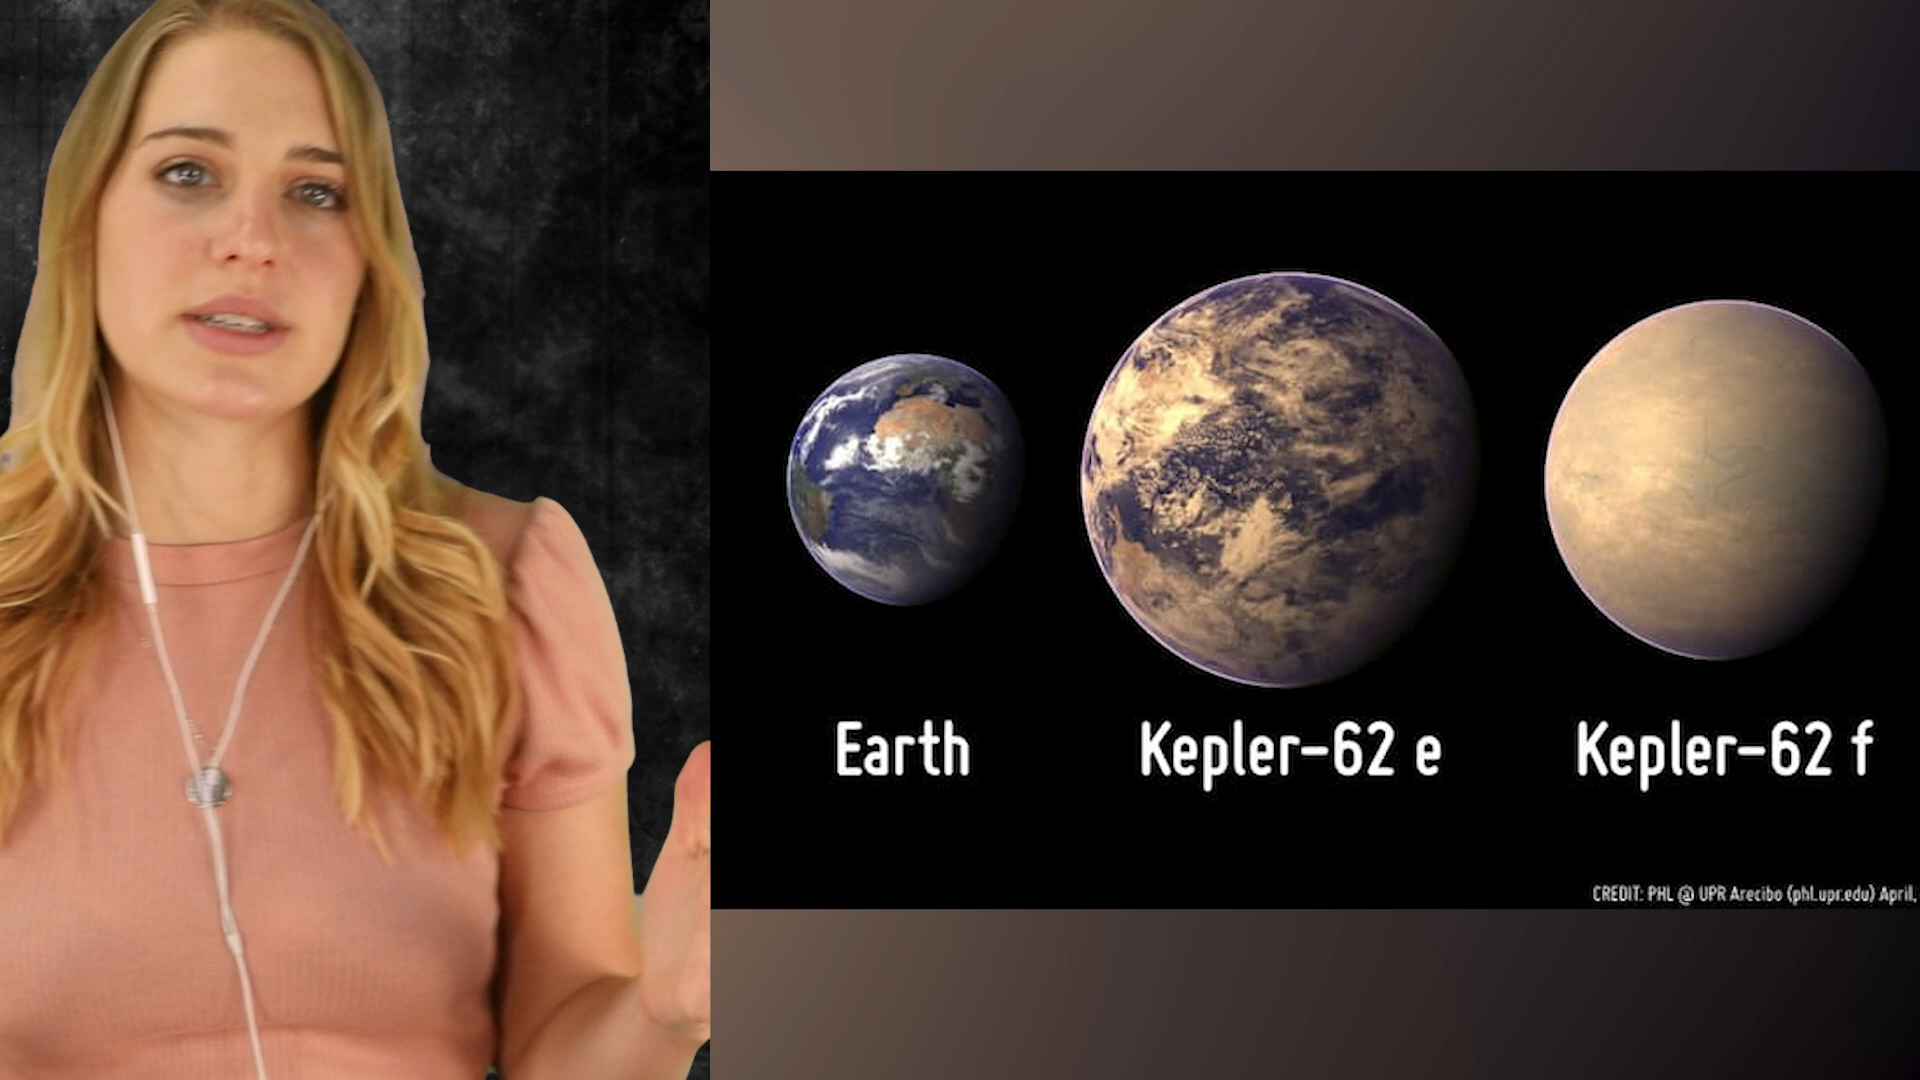 Earth
Kepler-62 e
Kepler-62 f
CREDIT: PHL @ UPR Arecibo (phl.upr.edu) April,